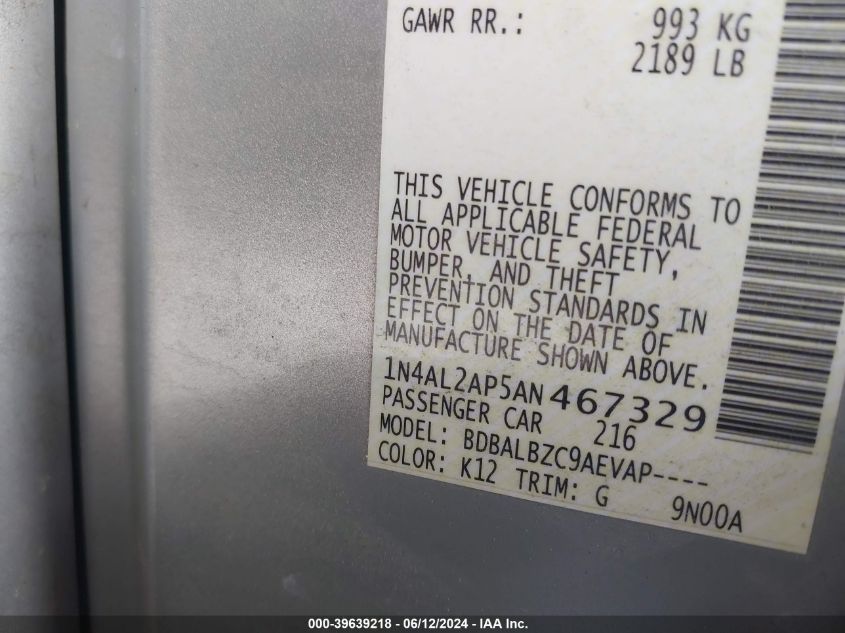 GAWR RR.: 993 KG
2189 LB
THIS VEHICLE CONFORMS TO
ALL APPLICABLE FEDERAL
MOTOR VEHICLE SAFETY,
BUMPER, AND THEFT
PREVENTION STANDARDS IN
EFFECT ON THE DATE OF
MANUFACTURE SHOWN ABOVE.
1N4AL2AP5AN467329
PASSENGER CAR 216
MODEL: BDBALBZC9AEVAP----
COLOR: K12 TRIM: G 9N00A
000-39639218 - 06/12/2024 - IAA Inc.